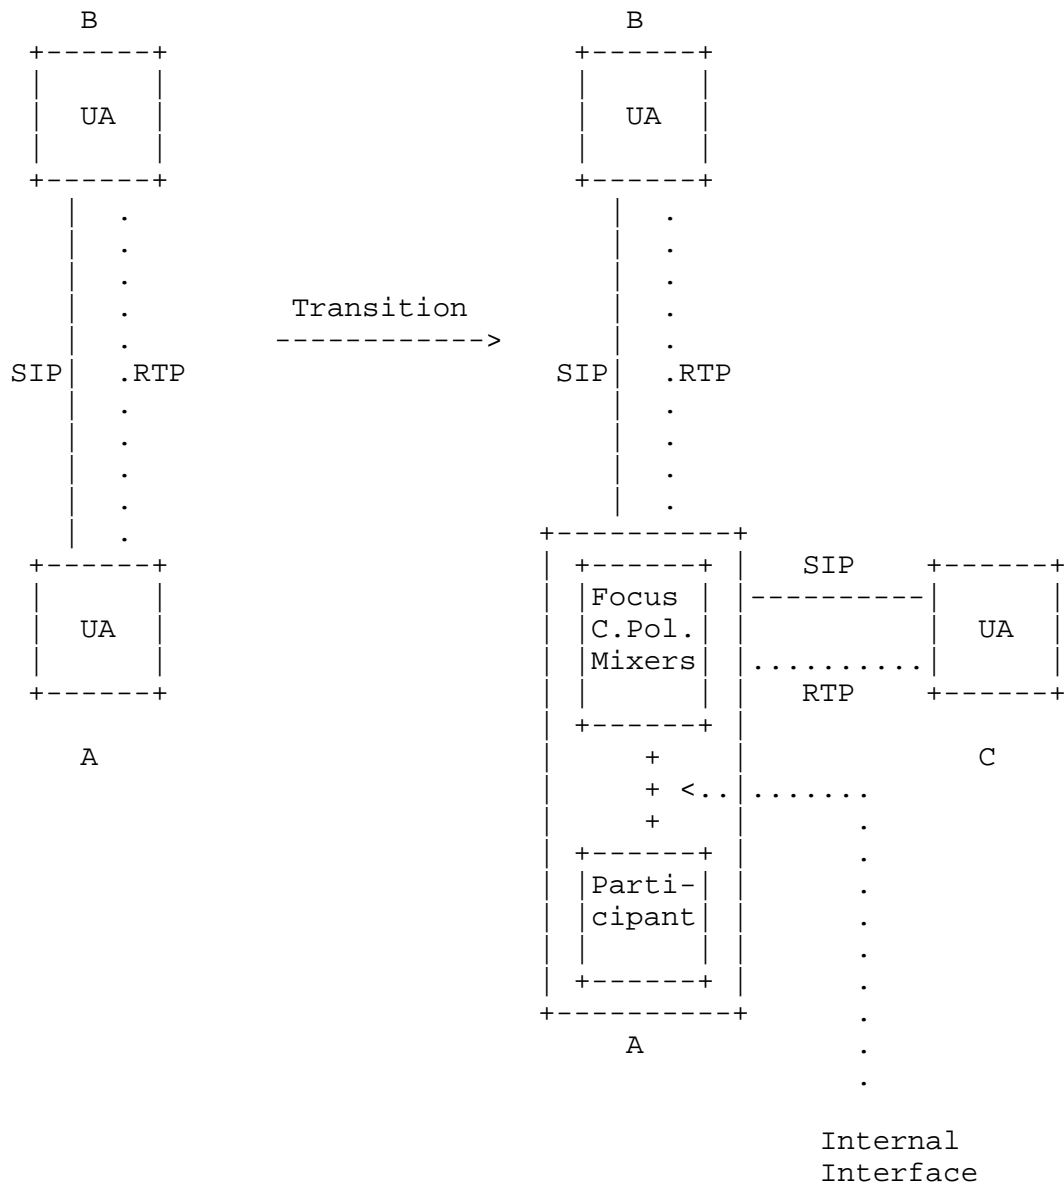 B B
UA UA
Transition
SIP RTP SIP RTP
Focus SIP
UA C.Pol. UA
Mixers
RTP
A C
Parti-
cipant
A
Internal
Interface